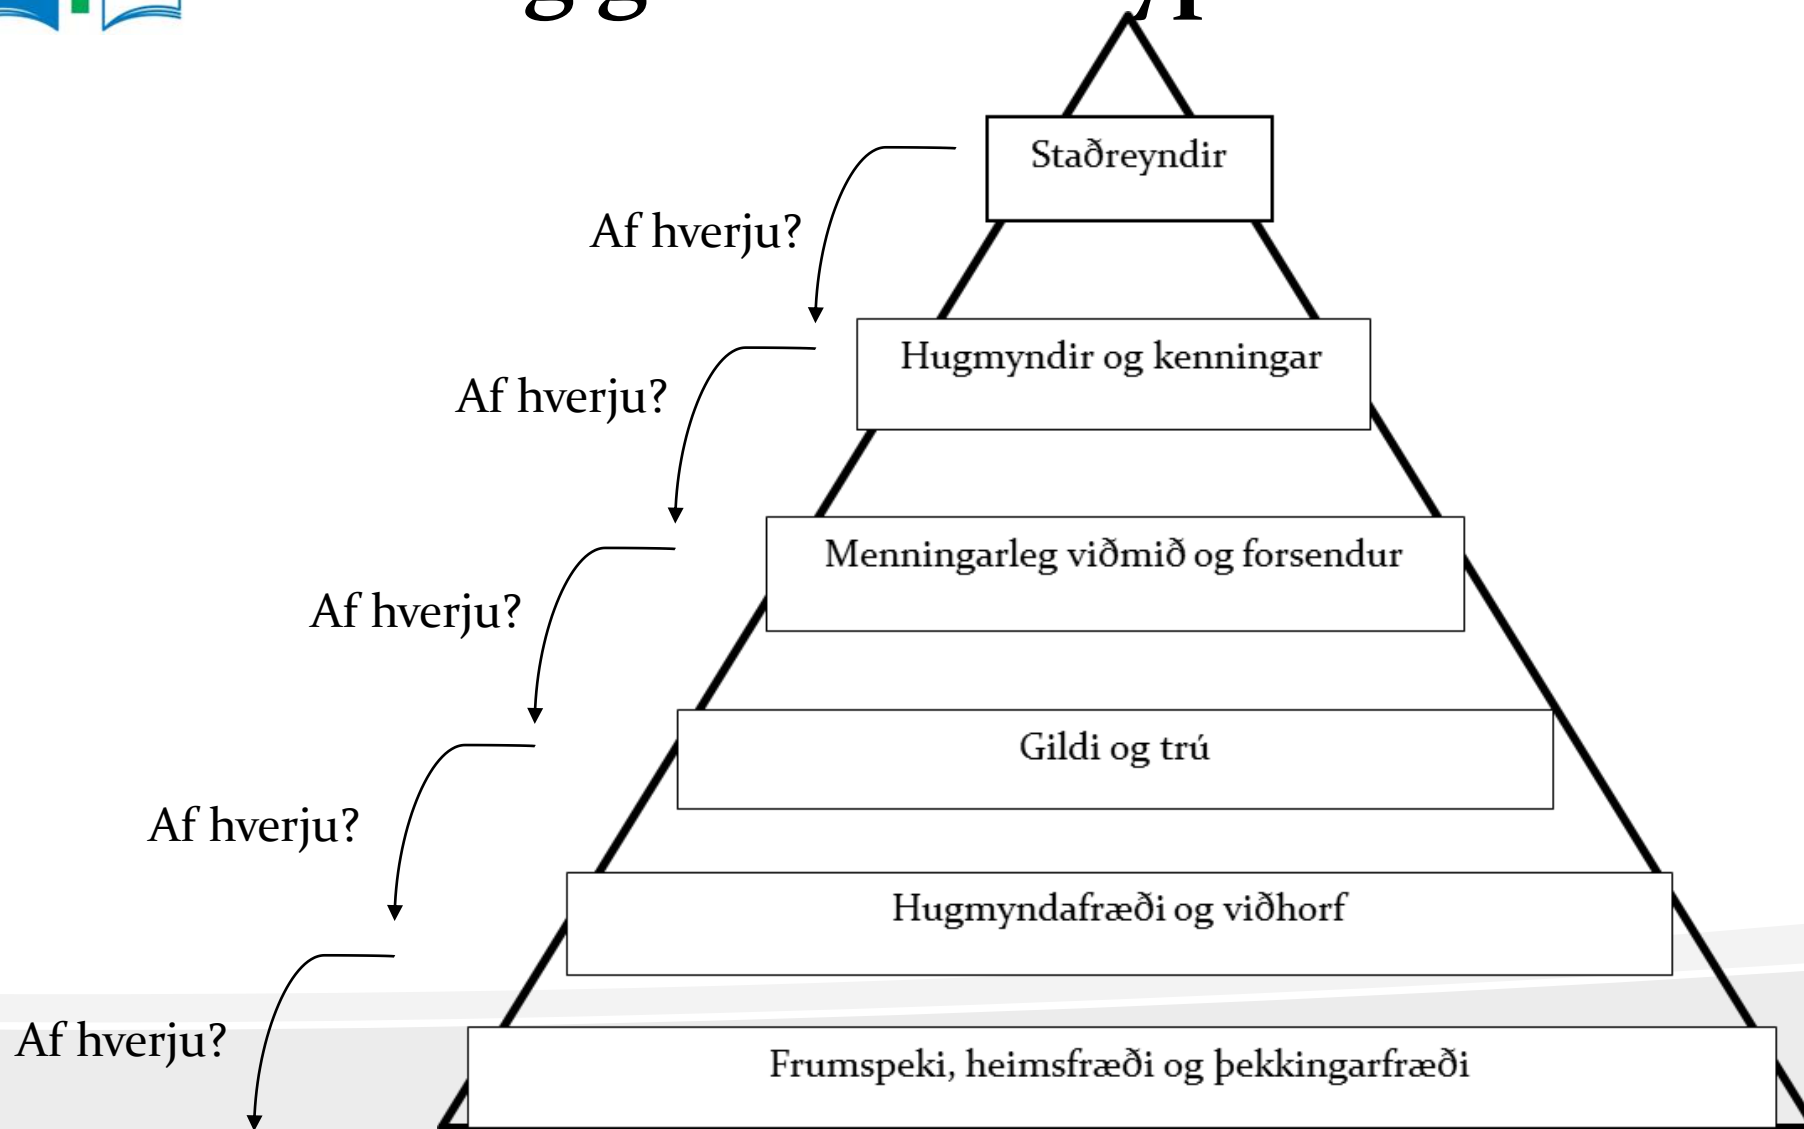 Staðreyndir
Af hverju?
Hugmyndir og kenningar
Af hverju?
Menningarleg viðmið og forsendur
Af hverju?
Gildi og trú
Af hverju?
Hugmyndafræði og viðhorf
Af hverju?
Frumspeki, heimsfræði og þekkingarfræði